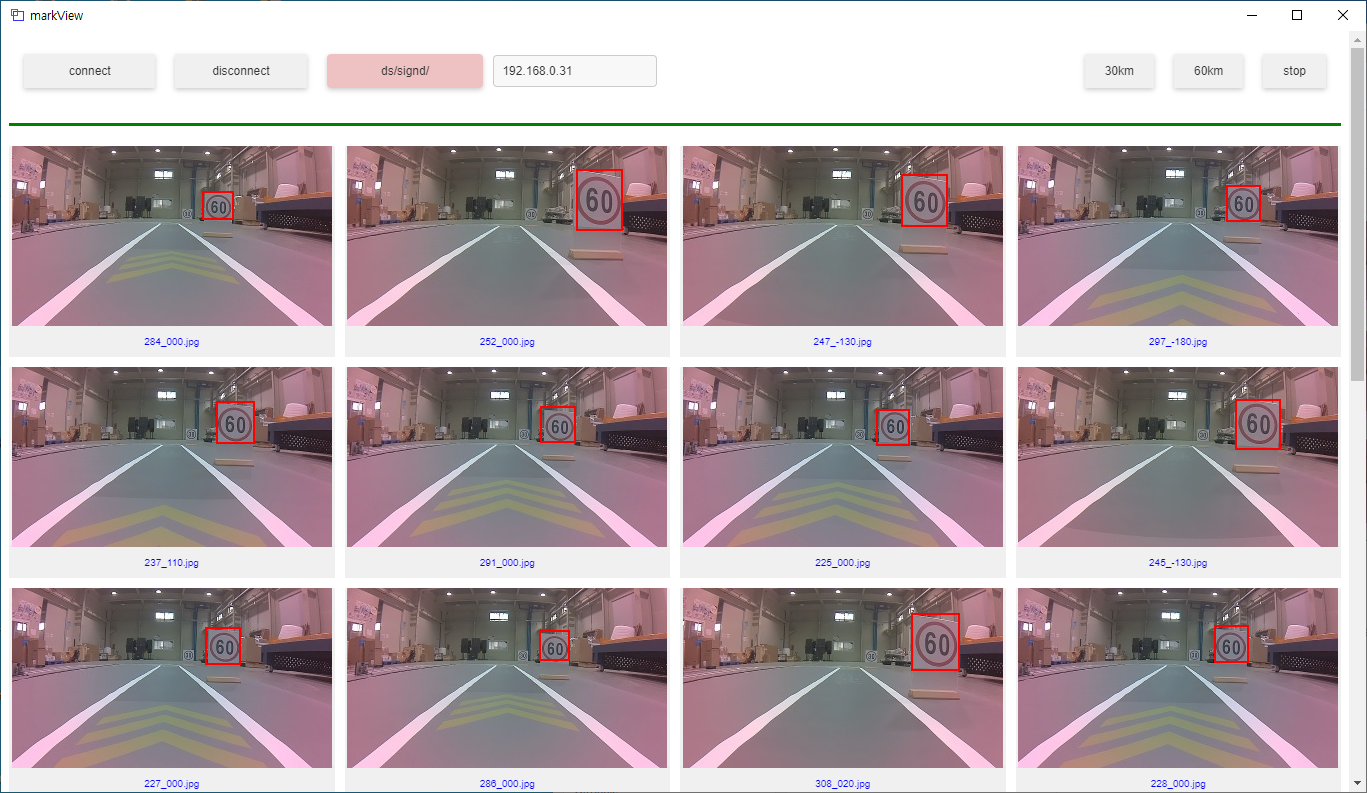 markView
connect disconnect ds/signd/ 192.168.0.31 30km 60km stop
60 60 60 60
284_000.jpg 252_000.jpg 247_-130.jpg 297_-180.jpg
60 60 60 60
237_110.jpg 291_000.jpg 225_000.jpg 245_-130.jpg
60 60 60 60
227_000.jpg 286_000.jpg 308_020.jpg 228_000.jpg